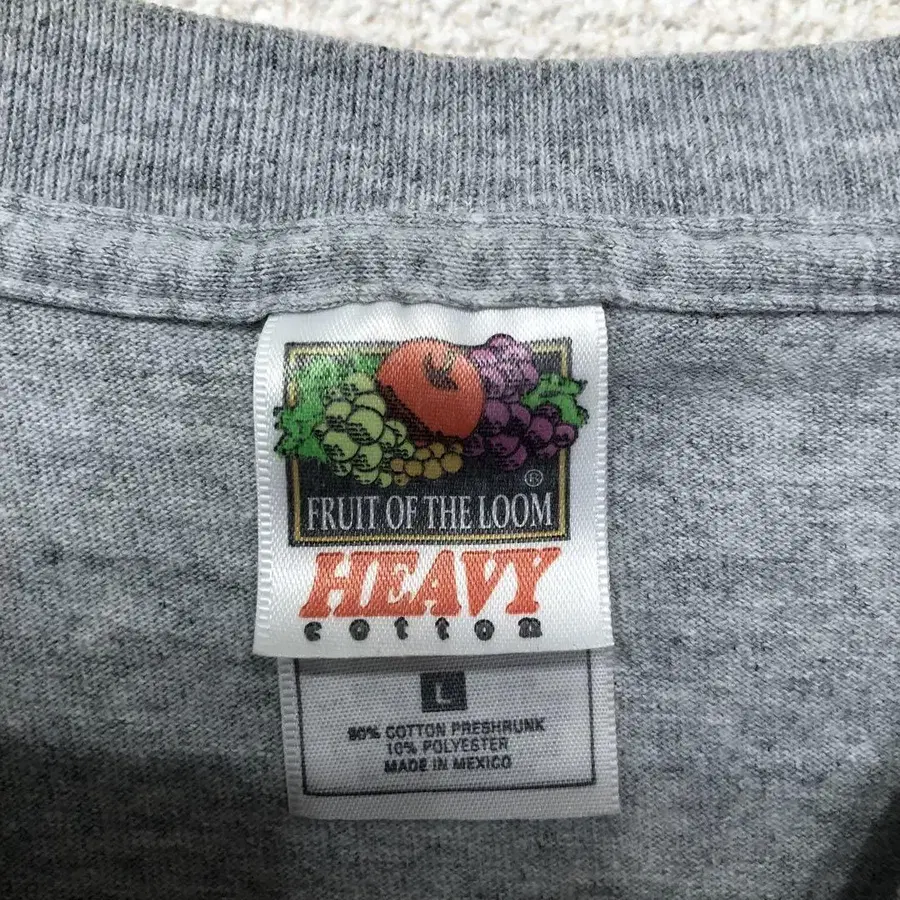 ®
FRUIT OF THE LOOM
HEAVY
cotton
L
90% COTTON PRESHRUNK
10% POLYESTER
MADE IN MEXICO